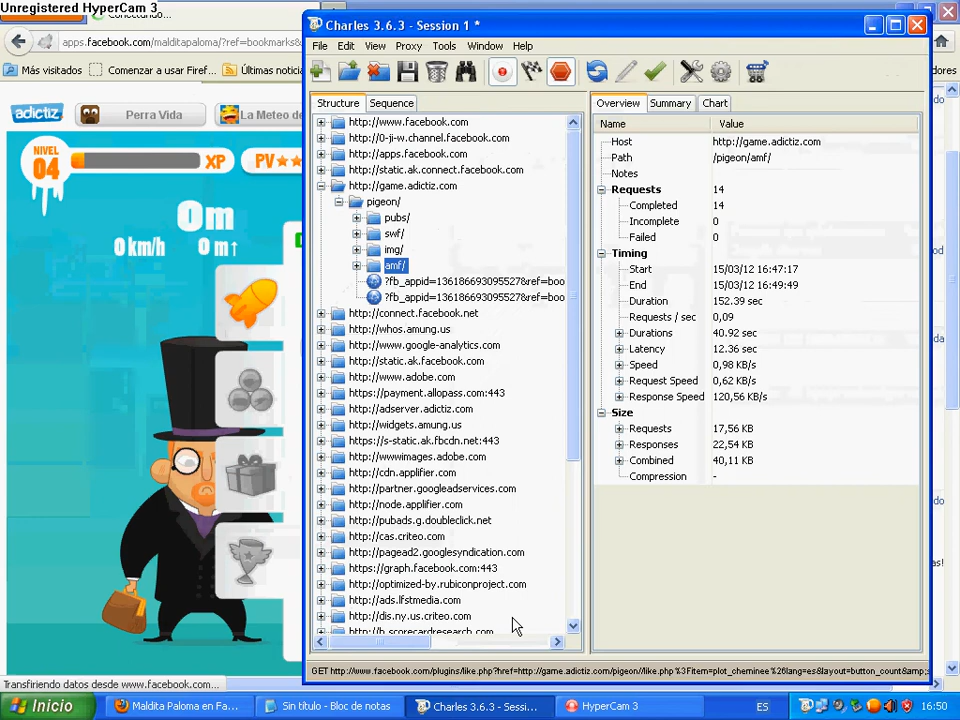 Unregistered HyperCam 3
apps.facebook.com/malditapaloma/?ref=bookmarks&
Más visitados
Comenzar a usar Firef...
Últimas noticia
adictiz
Perra Vida
La Meteo de
NIVEL
04
XP
PV
0m
0 km/h
0 m↑
Transfiriendo datos desde www.facebook.com...
Charles 3.6.3 - Session 1 *
File Edit View Proxy Tools Window Help
Structure Sequence
http://www.facebook.com
http://0-ji-w.channel.facebook.com
http://apps.facebook.com
http://static.ak.connect.facebook.com
http://game.adictiz.com
pigeon/
pubs/
swf/
img/
amf/
?fb_appid=136186693095527&ref=boo
?fb_appid=136186693095527&ref=boo
http://connect.facebook.net
http://whos.amung.us
http://www.google-analytics.com
http://static.ak.facebook.com
http://www.adobe.com
https://payment.allopass.com:443
http://adserver.adictiz.com
http://widgets.amung.us
https://s-static.ak.fbcdn.net:443
http://wwwimages.adobe.com
http://cdn.applifier.com
http://partner.googleadservices.com
http://node.applifier.com
http://pubads.g.doubleclick.net
http://cas.criteo.com
http://pagead2.googlesyndication.com
https://graph.facebook.com:443
http://optimized-by.rubiconproject.com
http://ads.lfstmedia.com
http://dis.ny.us.criteo.com
http://b.scorecardresearch.com
Overview Summary Chart
Name Value
Host http://game.adictiz.com
Path /pigeon/amf/
Notes
Requests 14
Completed 14
Incomplete 0
Failed 0
Timing
Start 15/03/12 16:47:17
End 15/03/12 16:49:49
Duration 152.39 sec
Requests / sec 0,09
Durations 40.92 sec
Latency 12.36 sec
Speed 0,98 KB/s
Request Speed 0,62 KB/s
Response Speed 120,56 KB/s
Size
Requests 17,56 KB
Responses 22,54 KB
Combined 40,11 KB
Compression -
GET http://www.facebook.com/plugins/like.php?href=http://game.adictiz.com/pigeon//like.php%3Fitem=plot_cheminee%26lang=es&layout=button_count&amp;s
Inicio
Maldita Paloma en Fa...
Sin título - Bloc de notas
Charles 3.6.3 - Sessi...
HyperCam 3
ES
16:50